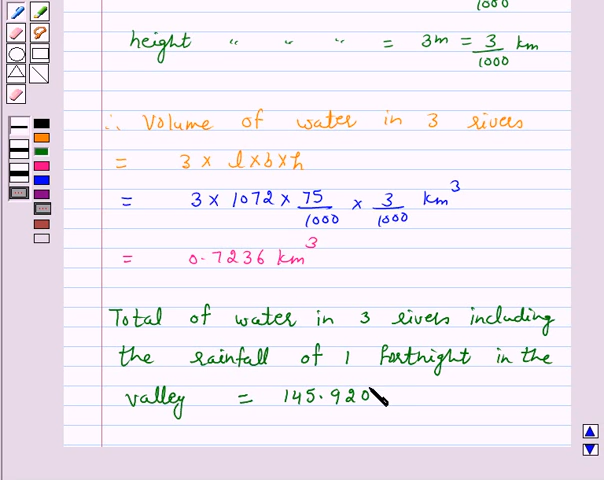 1000
height " " " = 3m = 3/1000 km
∴ Volume of water in 3 rivers
= 3 × l × b × h
= 3 × 1072 × 75/1000 × 3/1000 km³
= 0.7236 km³
Total of water in 3 rivers including
the rainfall of 1 fortnight in the
valley = 145.920